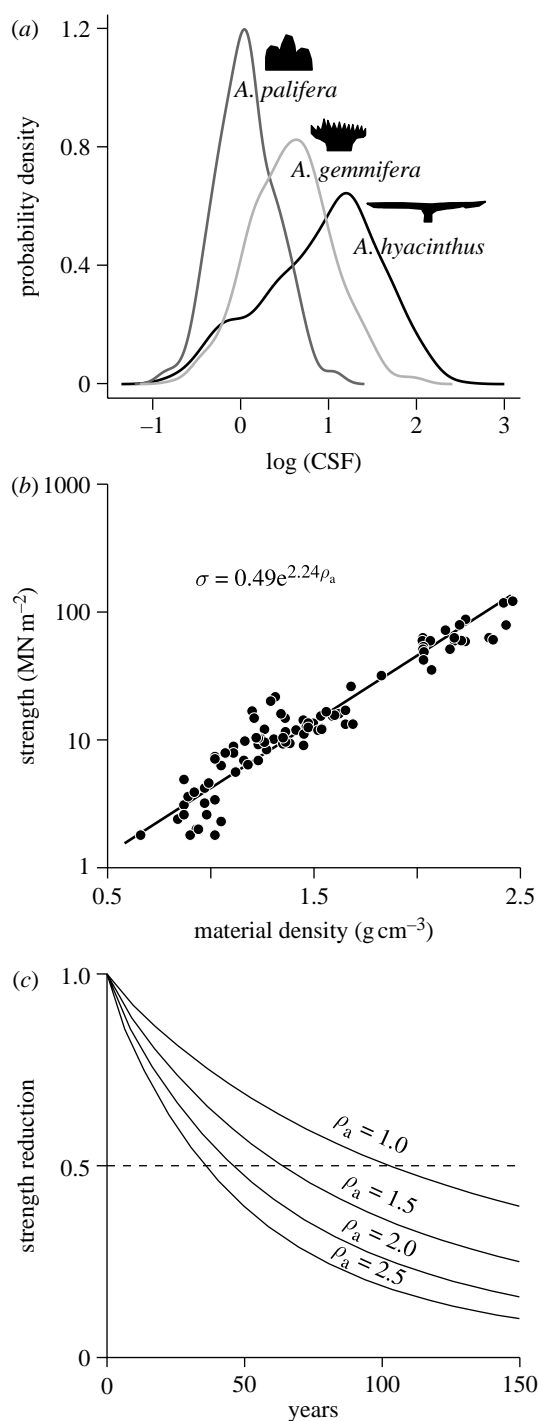 (a)
1.2
0.8
0.4
0
probability density
A. palifera
A. gemmifera
A. hyacinthus
–1 0 1 2 3
log (CSF)
(b)
1000
100
10
1
strength (MN m–2)
σ = 0.49e2.24ρa
0.5 1.5 2.5
material density (g cm–3)
(c)
1.0
0.5
0
strength reduction
ρa = 1.0
ρa = 1.5
ρa = 2.0
ρa = 2.5
0 50 100 150
years